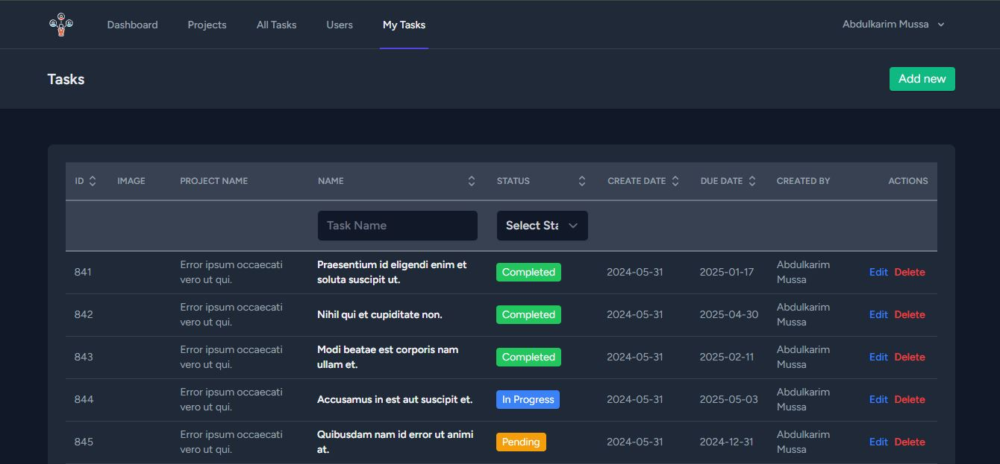 Dashboard Projects All Tasks Users My Tasks Abdulkarim Mussa
Tasks Add new
ID IMAGE PROJECT NAME NAME STATUS CREATE DATE DUE DATE CREATED BY ACTIONS
Task Name Select Sta
841 Error ipsum occaecati vero ut qui. Praesentium id eligendi enim et soluta suscipit ut. Completed 2024-05-31 2025-01-17 Abdulkarim Mussa Edit Delete
842 Error ipsum occaecati vero ut qui. Nihil qui et cupiditate non. Completed 2024-05-31 2025-04-30 Abdulkarim Mussa Edit Delete
843 Error ipsum occaecati vero ut qui. Modi beatae est corporis nam ullam et. Completed 2024-05-31 2025-02-11 Abdulkarim Mussa Edit Delete
844 Error ipsum occaecati vero ut qui. Accusamus in est aut suscipit et. In Progress 2024-05-31 2025-05-03 Abdulkarim Mussa Edit Delete
845 Error ipsum occaecati vero ut qui. Quibusdam nam id error ut animi at. Pending 2024-05-31 2024-12-31 Abdulkarim Mussa Edit Delete